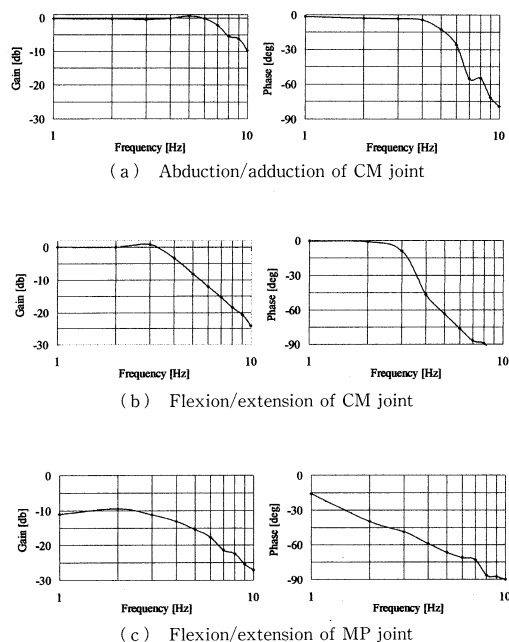 0
-10
-20
-30
Gain [db]
1
10
Frequency [Hz]
0
-30
-60
-90
Phase [deg]
1
10
Frequency [Hz]
(a) Abduction/adduction of CM joint
0
-10
-20
-30
Gain [db]
1
10
Frequency [Hz]
0
-30
-60
-90
Phase [deg]
1
10
Frequency [Hz]
(b) Flexion/extension of CM joint
0
-10
-20
-30
Gain [db]
1
10
Frequency [Hz]
0
-30
-60
-90
Phase [deg]
1
10
Frequency [Hz]
(c) Flexion/extension of MP joint